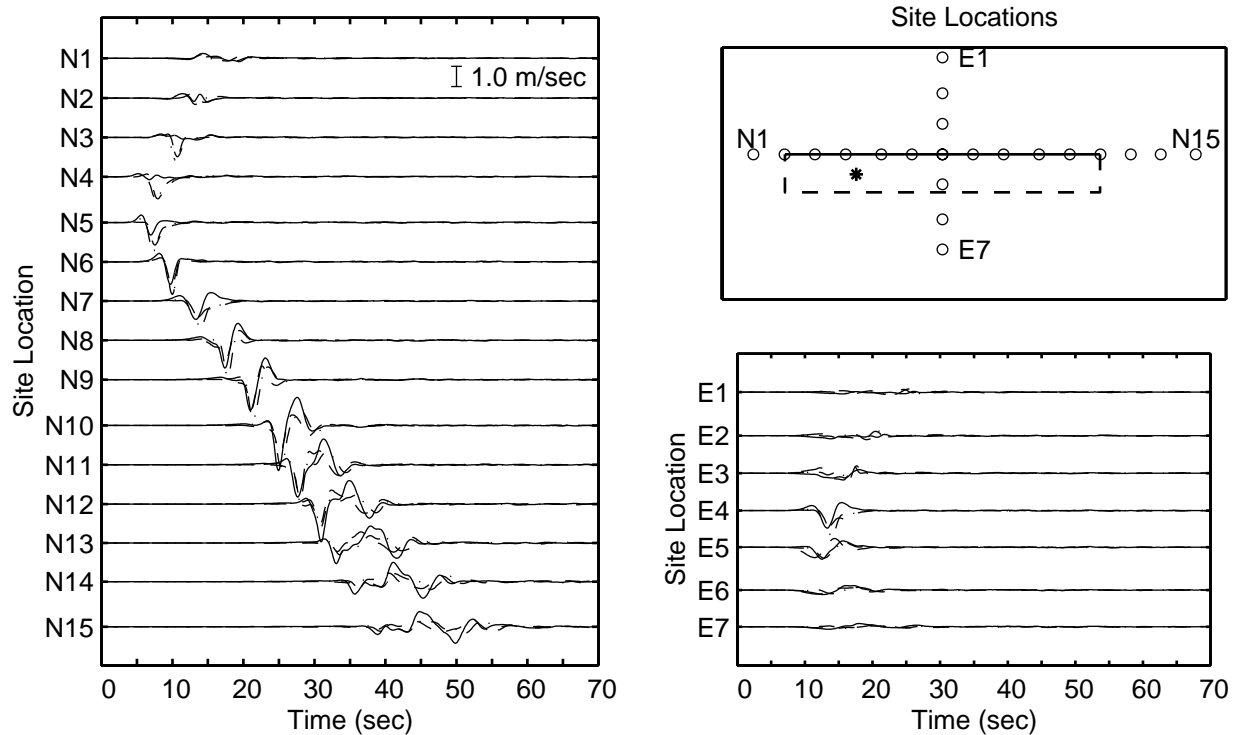 Site Location
N1
N2
N3
N4
N5
N6
N7
N8
N9
N10
N11
N12
N13
N14
N15
1.0 m/sec
0 10 20 30 40 50 60 70
Time (sec)
Site Locations
E1
N1
N15
E7
Site Location
E1
E2
E3
E4
E5
E6
E7
0 10 20 30 40 50 60 70
Time (sec)